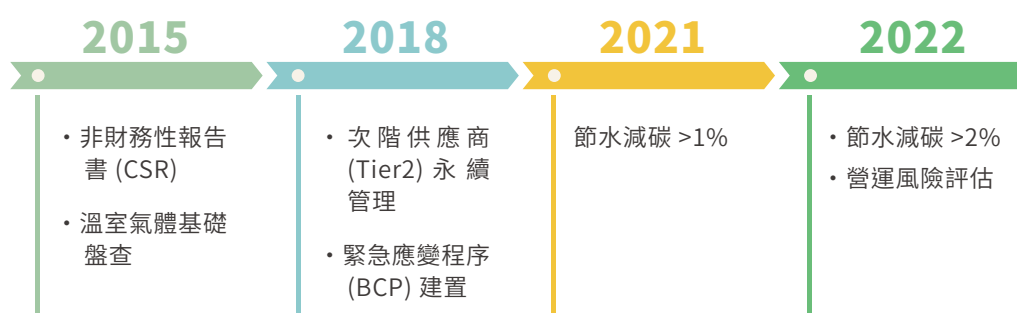 2015
・非財務性報告
書 (CSR)
・溫室氣體基礎
盤查
2018
・次階供應商
(Tier2) 永續
管理
・緊急應變程序
(BCP) 建置
2021
節水減碳 >1%
2022
・節水減碳 >2%
・營運風險評估